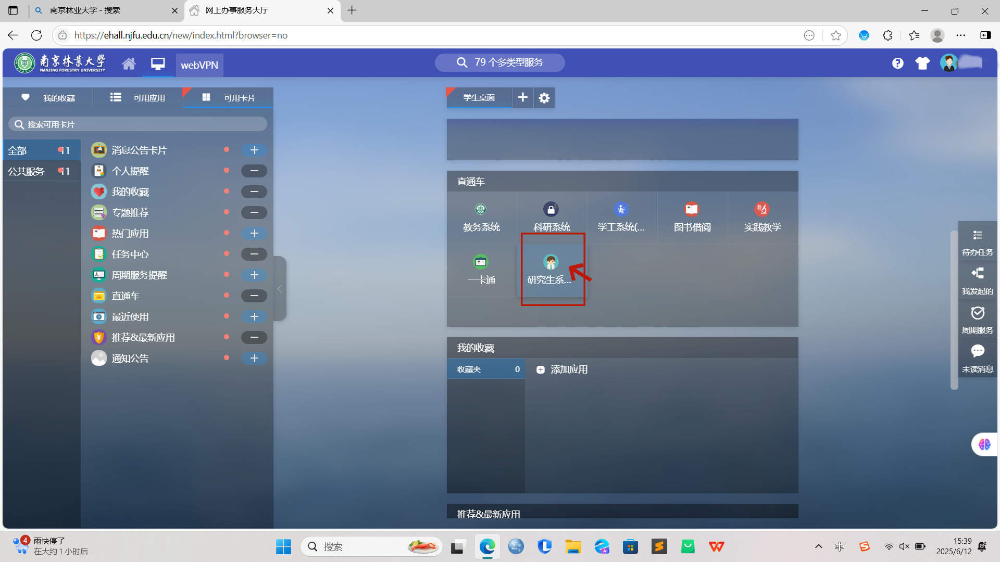 南京林业大学 - 搜索
网上办事服务大厅
https://ehall.njfu.edu.cn/new/index.html?browser=no
南京林業大學
NANJING FORESTRY UNIVERSITY
webVPN
79 个多类型服务
我的收藏
可用应用
可用卡片
搜索可用卡片
全部 11
公共服务 11
消息公告卡片
个人提醒
我的收藏
专题推荐
热门应用
任务中心
周期服务提醒
直通车
最近使用
推荐&最新应用
通知公告
学生桌面
直通车
教务系统
科研系统
学工系统(...
图书借阅
实践教学
一卡通
研究生系...
我的收藏
收藏夹 0
添加应用
推荐&最新应用
待办任务
我发起的
周期服务
未读消息
4
雨快停了
在大约 1 小时后
搜索
AI
中
15:39
2025/6/12